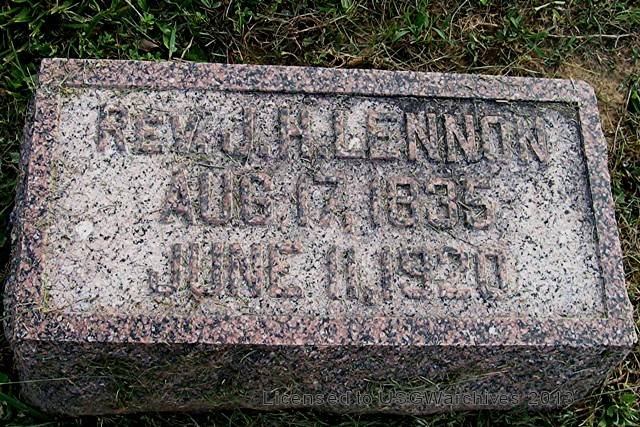 REV. J. H. LENNON
AUG. 17, 1835
JUNE 11, 1920
Licensed to USGWarchives 2013